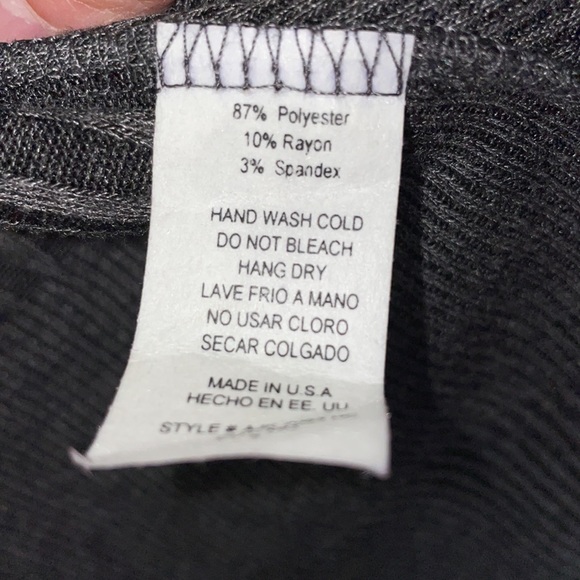 87% Polyester
10% Rayon
3% Spandex
HAND WASH COLD
DO NOT BLEACH
HANG DRY
LAVE FRIO A MANO
NO USAR CLORO
SECAR COLGADO
MADE IN U.S.A
HECHO EN EE. UU
STYLE #